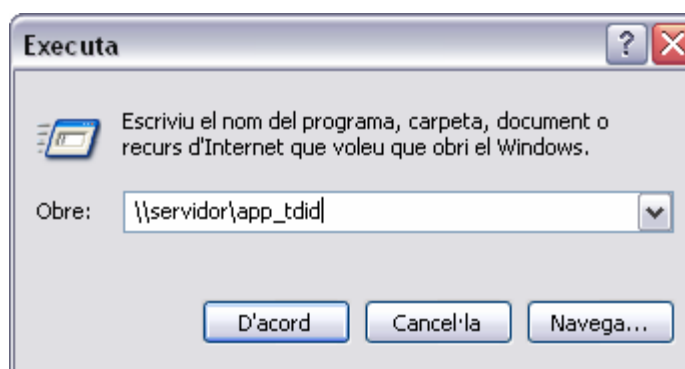 Executa
Escriviu el nom del programa, carpeta, document o
recurs d'Internet que voleu que obri el Windows.
Obre: \\servidor\app_tdid
D'acord Cancel·la Navega...